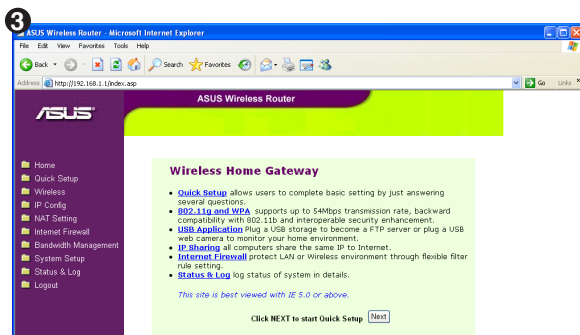 3
ASUS Wireless Router - Microsoft Internet Explorer
File Edit View Favorites Tools Help
Back Search Favorites
Address http://192.168.1.1/index.asp Go Links
ASUS Wireless Router
ASUS
Home
Quick Setup
Wireless
IP Config
NAT Setting
Internet Firewall
Bandwidth Management
System Setup
Status & Log
Logout
Wireless Home Gateway
• Quick Setup allows users to complete basic setting by just answering
several questions.
• 802.11g and WPA supports up to 54Mbps transmission rate, backward
compatibility with 802.11b and interoperable security enhancement.
• USB Application Plug a USB storage to become a FTP server or plug a USB
web camera to monitor your home environment.
• IP Sharing all computers share the same IP to Internet.
• Internet Firewall protect LAN or Wireless environment through flexible filter
rule setting.
• Status & Log log status of system in details.
This site is best viewed with IE 5.0 or above.
Click NEXT to start Quick Setup Next